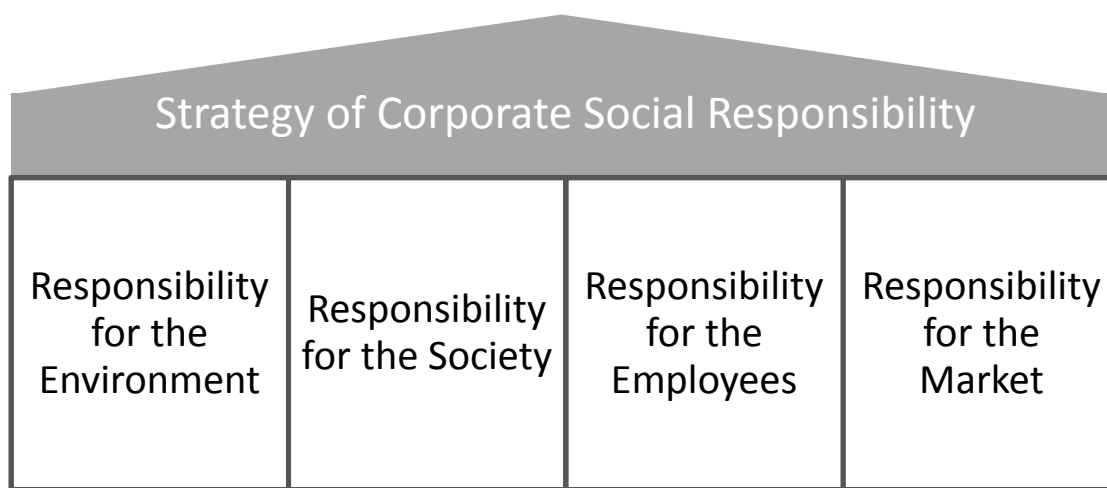 Strategy of Corporate Social Responsibility
Responsibility
for the
Environment
Responsibility
for the Society
Responsibility
for the
Employees
Responsibility
for the
Market